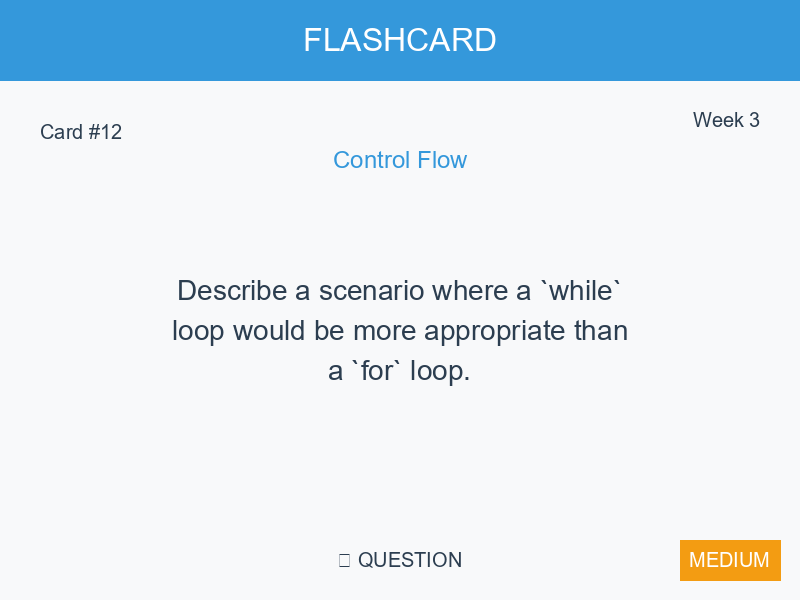 FLASHCARD
Card #12
Week 3
Control Flow
Describe a scenario where a `while`
loop would be more appropriate than
a `for` loop.
QUESTION
MEDIUM